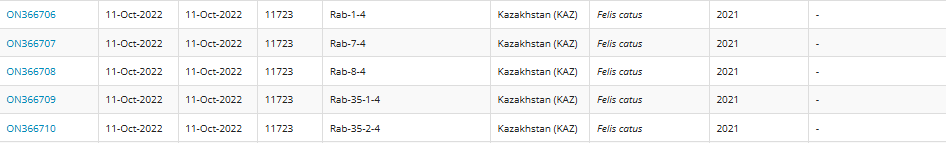 ON366706 11-Oct-2022 11-Oct-2022 11723 Rab-1-4 Kazakhstan (KAZ) Felis catus 2021 -
ON366707 11-Oct-2022 11-Oct-2022 11723 Rab-7-4 Kazakhstan (KAZ) Felis catus 2021 -
ON366708 11-Oct-2022 11-Oct-2022 11723 Rab-8-4 Kazakhstan (KAZ) Felis catus 2021 -
ON366709 11-Oct-2022 11-Oct-2022 11723 Rab-35-1-4 Kazakhstan (KAZ) Felis catus 2021 -
ON366710 11-Oct-2022 11-Oct-2022 11723 Rab-35-2-4 Kazakhstan (KAZ) Felis catus 2021 -